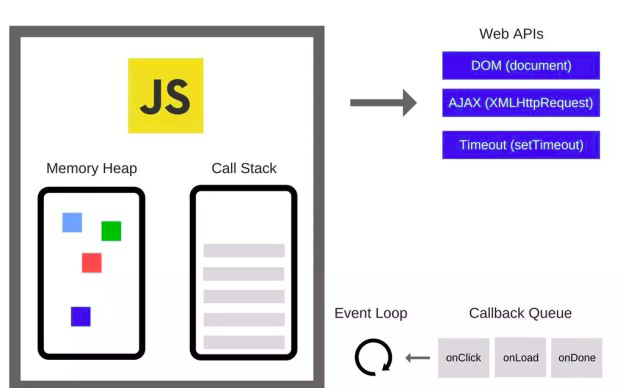 JS
Memory Heap
Call Stack
Web APIs
DOM (document)
AJAX (XMLHttpRequest)
Timeout (setTimeout)
Event Loop
Callback Queue
onClick
onLoad
onDone